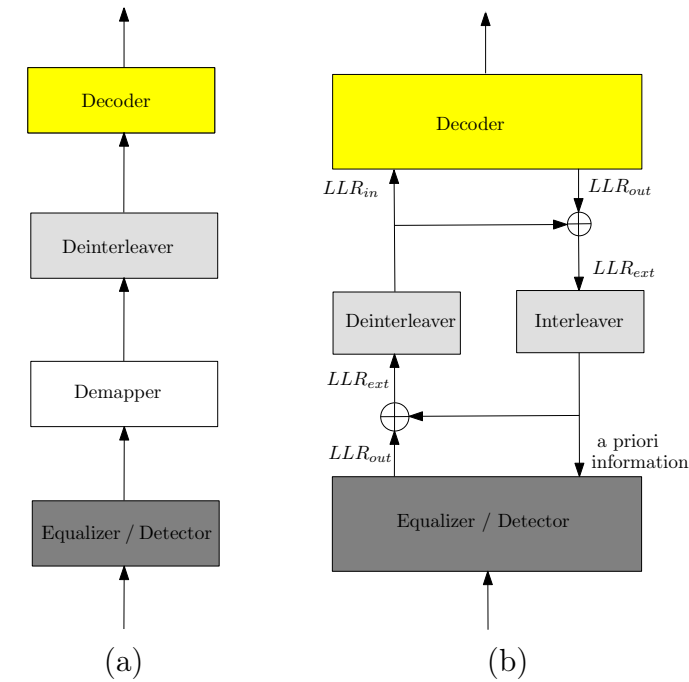 Decoder
Deinterleaver
Demapper
Equalizer / Detector
(a)
Decoder
LLR_in
LLR_out
LLR_ext
Deinterleaver
Interleaver
LLR_ext
LLR_out
a priori
information
Equalizer / Detector
(b)